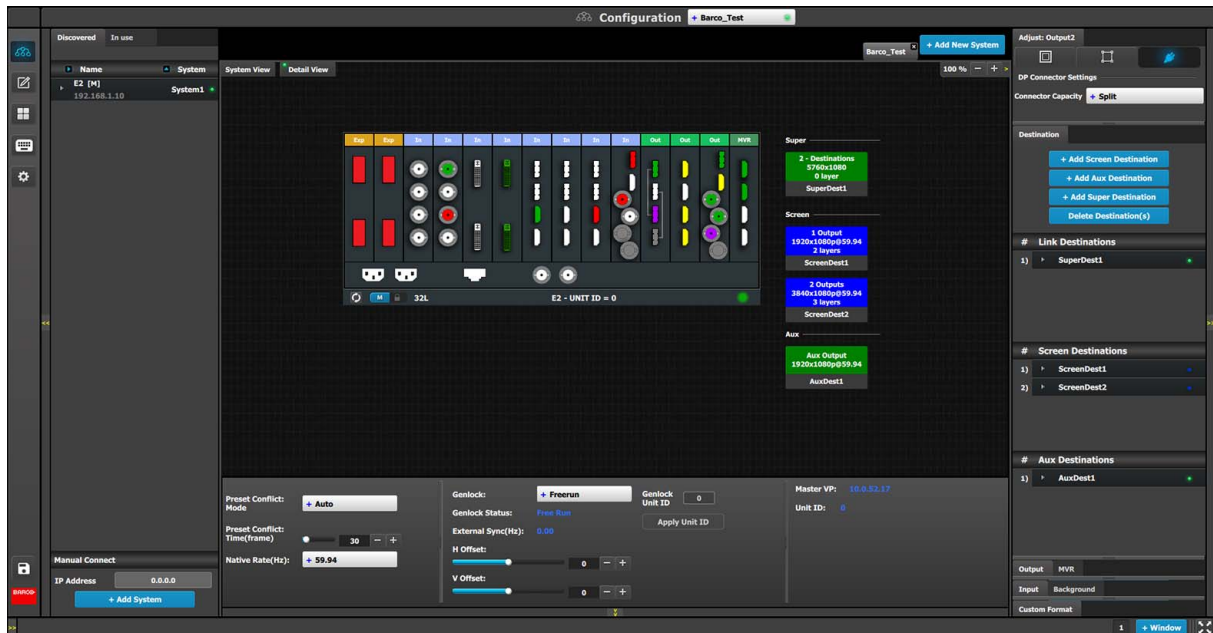 Configuration + Barco_Test
Discovered In use
Name System
E2 [M] System1
192.168.1.10
Manual Connect
IP Address 0.0.0.0
+ Add System
BARCO
Barco_Test x + Add New System
System View Detail View 100 % − + >
Exp Exp In In In In In In In In Out Out Out MVR
32L E2 - UNIT ID = 0
M
Super
2 - Destinations
5760x1080
0 layer
SuperDest1
Screen
1 Output
1920x1080p@59.94
2 layers
ScreenDest1
2 Outputs
3840x1080p@59.94
3 layers
ScreenDest2
Aux
Aux Output
1920x1080p@59.94
AuxDest1
Preset Conflict:
Mode + Auto
Preset Conflict:
Time(frame) 30 − +
Native Rate(Hz): + 59.94
Genlock: + Freerun
Genlock Status: Free Run
External Sync(Hz): 0.00
H Offset:
0 − +
V Offset:
0 − +
Genlock
Unit ID 0
Apply Unit ID
Master VP: 10.0.52.17
Unit ID: 0
Adjust: Output2
DP Connector Settings
Connector Capacity + Split
Destination
+ Add Screen Destination
+ Add Aux Destination
+ Add Super Destination
Delete Destination(s)
# Link Destinations
1) SuperDest1
# Screen Destinations
1) ScreenDest1
2) ScreenDest2
# Aux Destinations
1) AuxDest1
Output MVR
Input Background
Custom Format
<<
>>
>> 1 + Window